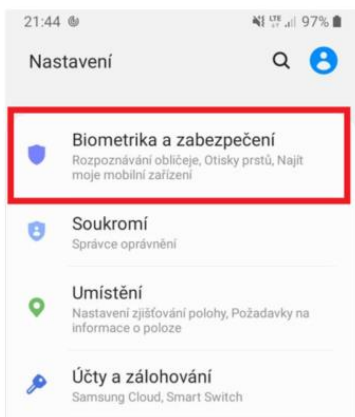 21:44 LTE 97%
Nastavení
Biometrika a zabezpečení
Rozpoznávání obličeje, Otisky prstů, Najít
moje mobilní zařízení
Soukromí
Správce oprávnění
Umístění
Nastavení zjišťování polohy, Požadavky na
informace o poloze
Účty a zálohování
Samsung Cloud, Smart Switch